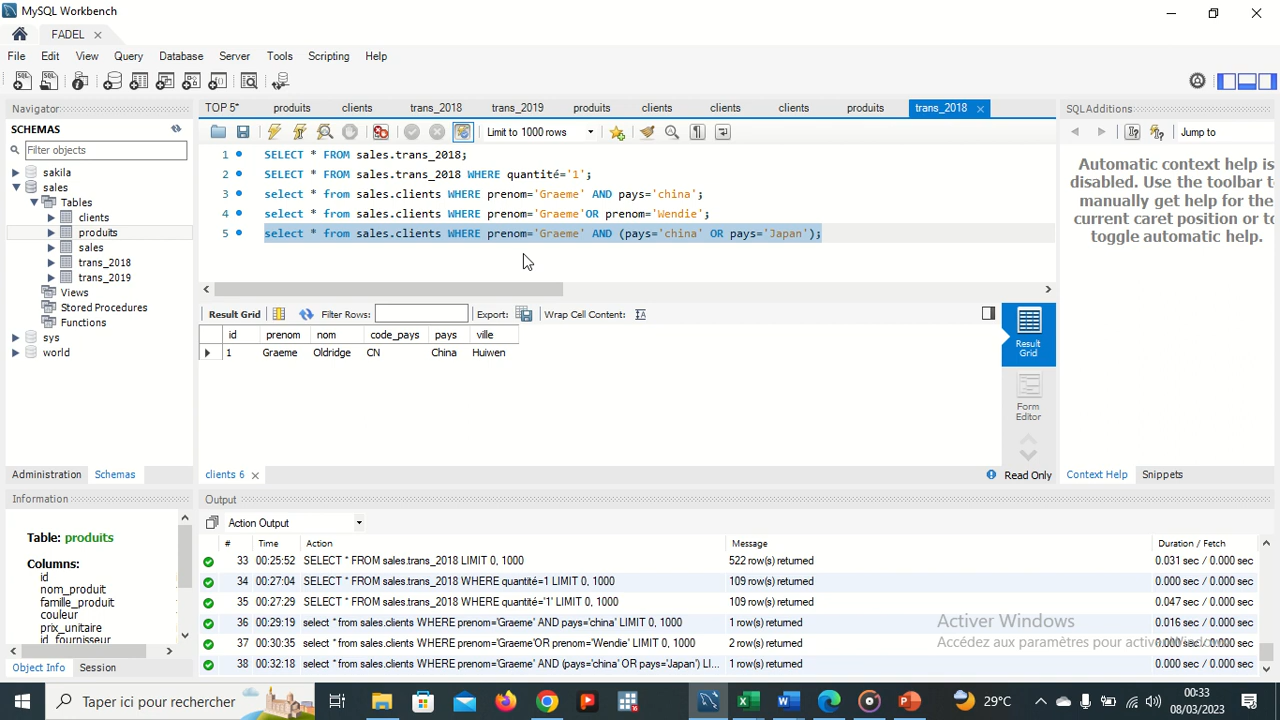 MySQL Workbench
FADEL
File Edit View Query Database Server Tools Scripting Help
Navigator
SCHEMAS
Filter objects
sakila
sales
Tables
clients
produits
sales
trans_2018
trans_2019
Views
Stored Procedures
Functions
sys
world
Administration Schemas
Information
Table: produits
Columns:
id
nom_produit
famille_produit
couleur
prix_unitaire
id_fournisseur
Object Info Session
TOP 5* produits clients trans_2018 trans_2019 produits clients clients clients produits trans_2018
Limit to 1000 rows
1 SELECT * FROM sales.trans_2018;
2 SELECT * FROM sales.trans_2018 WHERE quantité='1';
3 select * from sales.clients WHERE prenom='Graeme' AND pays='china';
4 select * from sales.clients WHERE prenom='Graeme'OR prenom='Wendie';
5 select * from sales.clients WHERE prenom='Graeme' AND (pays='china' OR pays='Japan');
Result Grid Filter Rows: Export: Wrap Cell Content:
id prenom nom code_pays pays ville
1 Graeme Oldridge CN China Huiwen
Result
Grid
Form
Editor
clients 6
Read Only
SQLAdditions
Jump to
Automatic context help is
disabled. Use the toolbar t
manually get help for the
current caret position or to
toggle automatic help.
Context Help Snippets
Output
Action Output
# Time Action Message Duration / Fetch
33 00:25:52 SELECT * FROM sales.trans_2018 LIMIT 0, 1000 522 row(s) returned 0.031 sec / 0.000 sec
34 00:27:04 SELECT * FROM sales.trans_2018 WHERE quantité=1 LIMIT 0, 1000 109 row(s) returned 0.000 sec / 0.000 sec
35 00:27:29 SELECT * FROM sales.trans_2018 WHERE quantité='1' LIMIT 0, 1000 109 row(s) returned 0.047 sec / 0.000 sec
36 00:29:19 select * from sales.clients WHERE prenom='Graeme' AND pays='china' LIMIT 0, 1000 1 row(s) returned 0.016 sec / 0.000 sec
37 00:30:35 select * from sales.clients WHERE prenom='Graeme'OR prenom='Wendie' LIMIT 0, 1000 2 row(s) returned 0.000 sec / 0.000 sec
38 00:32:18 select * from sales.clients WHERE prenom='Graeme' AND (pays='china' OR pays='Japan') LI... 1 row(s) returned 0.000 sec / 0.000 sec
Activer Windows
Accédez aux paramètres pour activer Windows.
Taper ici pour rechercher
29°C
00:33
08/03/2023